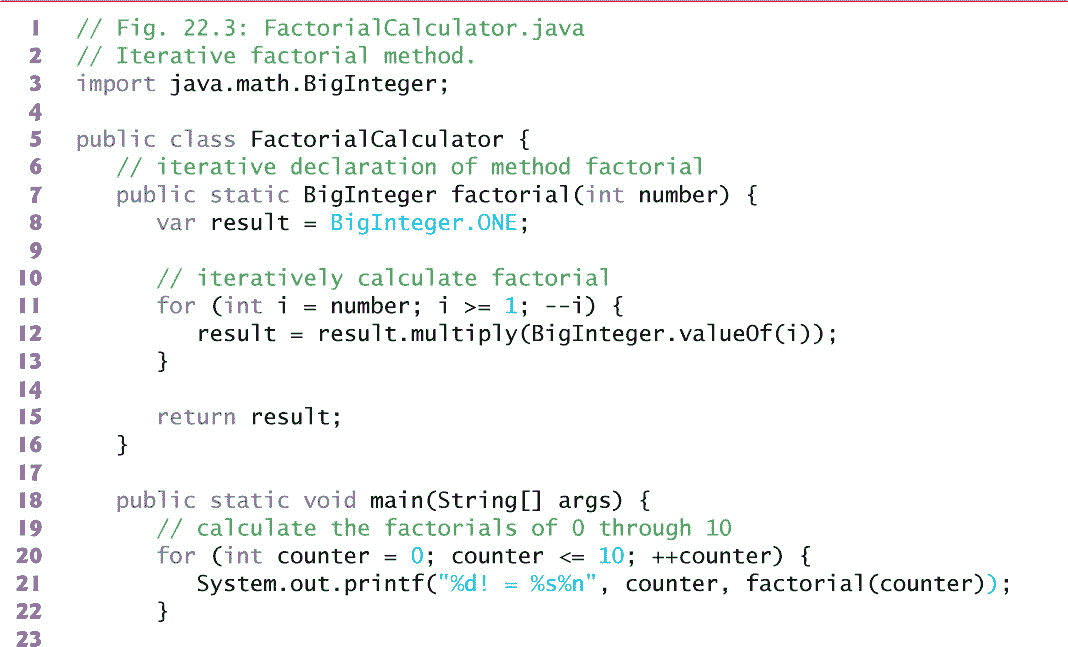 1 // Fig. 22.3: FactorialCalculator.java
2 // Iterative factorial method.
3 import java.math.BigInteger;
4
5 public class FactorialCalculator {
6 // iterative declaration of method factorial
7 public static BigInteger factorial(int number) {
8 var result = BigInteger.ONE;
9
10 // iteratively calculate factorial
11 for (int i = number; i >= 1; --i) {
12 result = result.multiply(BigInteger.valueOf(i));
13 }
14
15 return result;
16 }
17
18 public static void main(String[] args) {
19 // calculate the factorials of 0 through 10
20 for (int counter = 0; counter <= 10; ++counter) {
21 System.out.printf("%d! = %s%n", counter, factorial(counter));
22 }
23